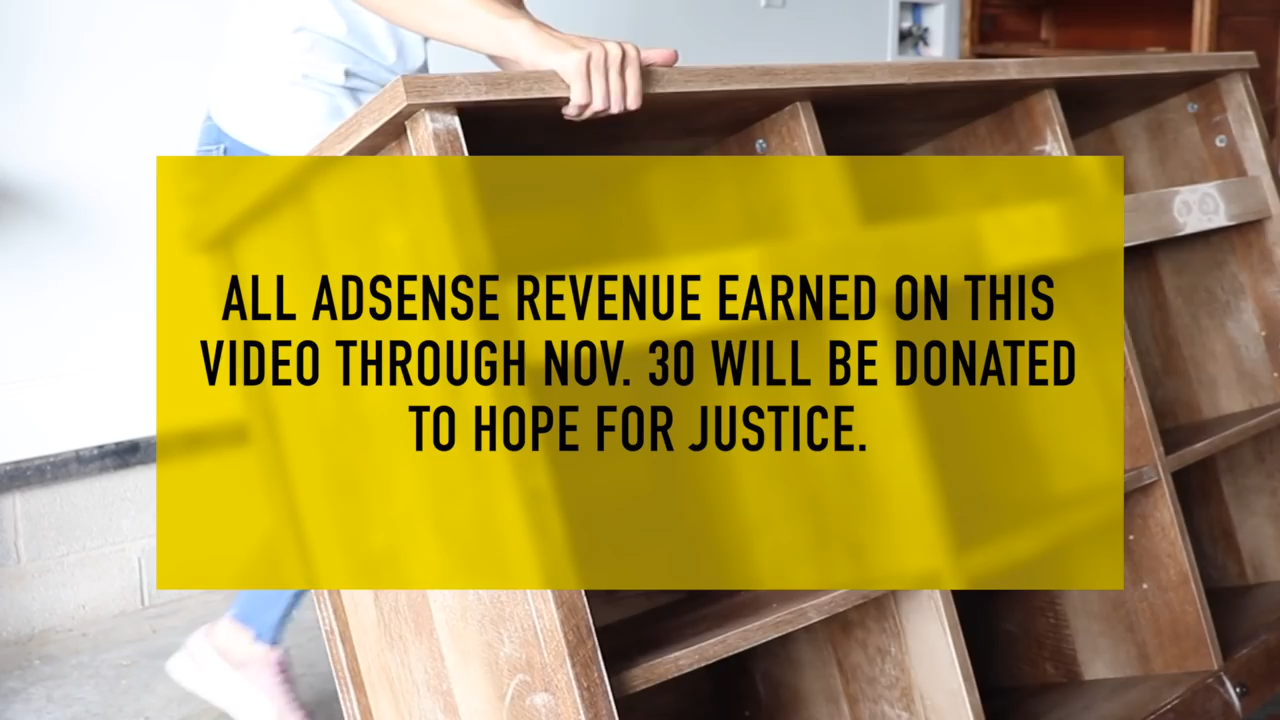 ALL ADSENSE REVENUE EARNED ON THIS
VIDEO THROUGH NOV. 30 WILL BE DONATED
TO HOPE FOR JUSTICE.